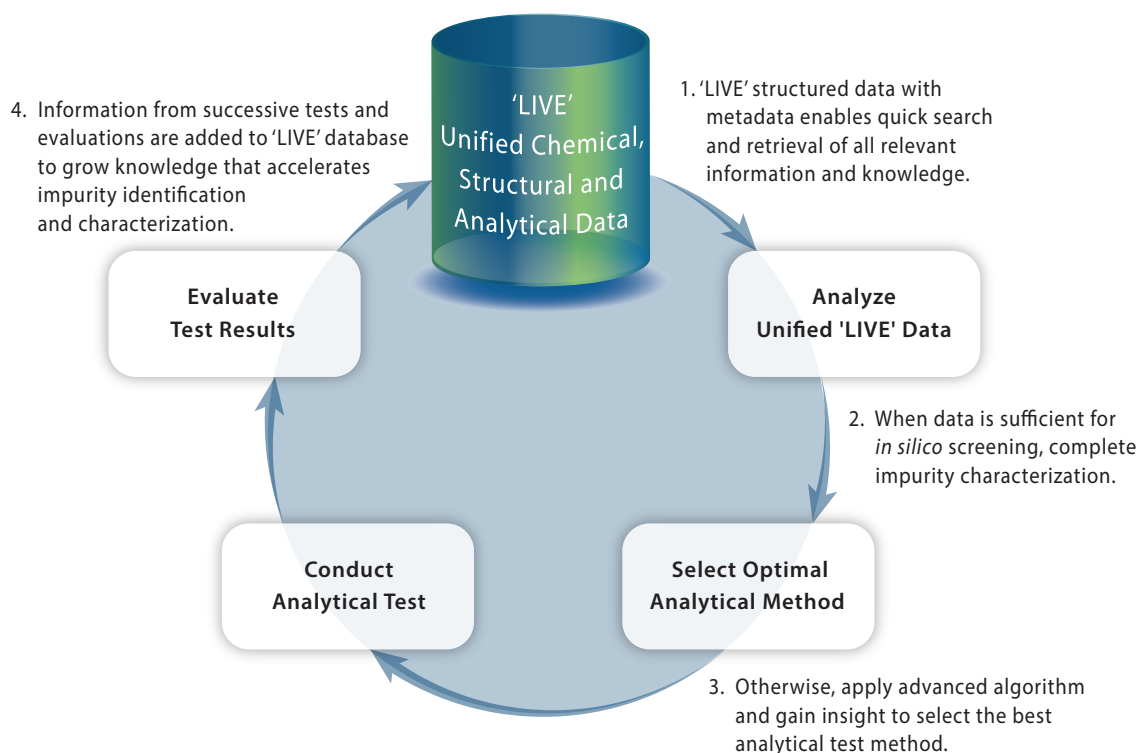 'LIVE'
Unified Chemical,
Structural and
Analytical Data
1. 'LIVE' structured data with
metadata enables quick search
and retrieval of all relevant
information and knowledge.
Analyze
Unified 'LIVE' Data
2. When data is sufficient for
in silico screening, complete
impurity characterization.
Select Optimal
Analytical Method
3. Otherwise, apply advanced algorithm
and gain insight to select the best
analytical test method.
Conduct
Analytical Test
Evaluate
Test Results
4. Information from successive tests and
evaluations are added to 'LIVE' database
to grow knowledge that accelerates
impurity identification
and characterization.